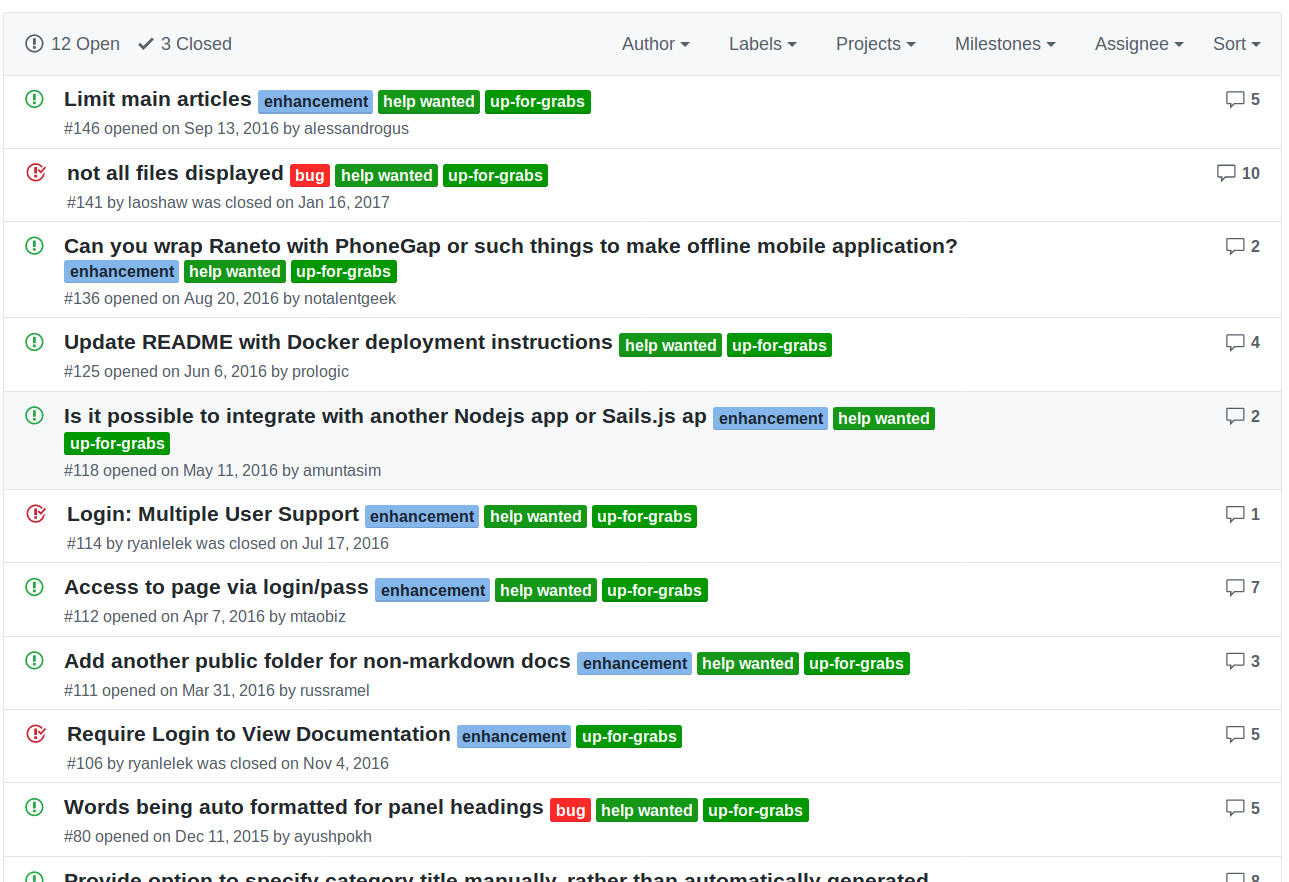 12 Open 3 Closed Author Labels Projects Milestones Assignee Sort
Limit main articles enhancement help wanted up-for-grabs 5
#146 opened on Sep 13, 2016 by alessandrogus
not all files displayed bug help wanted up-for-grabs 10
#141 by laoshaw was closed on Jan 16, 2017
Can you wrap Raneto with PhoneGap or such things to make offline mobile application? 2
enhancement help wanted up-for-grabs
#136 opened on Aug 20, 2016 by notalentgeek
Update README with Docker deployment instructions help wanted up-for-grabs 4
#125 opened on Jun 6, 2016 by prologic
Is it possible to integrate with another Nodejs app or Sails.js ap enhancement help wanted 2
up-for-grabs
#118 opened on May 11, 2016 by amuntasim
Login: Multiple User Support enhancement help wanted up-for-grabs 1
#114 by ryanlelek was closed on Jul 17, 2016
Access to page via login/pass enhancement help wanted up-for-grabs 7
#112 opened on Apr 7, 2016 by mtaobiz
Add another public folder for non-markdown docs enhancement help wanted up-for-grabs 3
#111 opened on Mar 31, 2016 by russramel
Require Login to View Documentation enhancement up-for-grabs 5
#106 by ryanlelek was closed on Nov 4, 2016
Words being auto formatted for panel headings bug help wanted up-for-grabs 5
#80 opened on Dec 11, 2015 by ayushpokh
Provide option to specify category title manually, rather than automatically generated 8